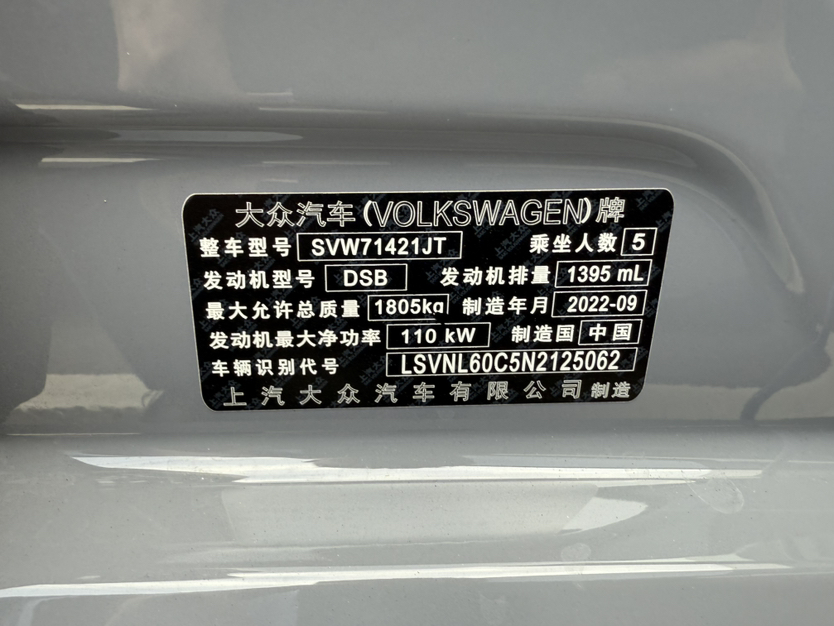 大众汽车(VOLKSWAGEN)牌
整车型号 SVW71421JT 乘坐人数 5
发动机型号 DSB 发动机排量 1395 mL
最大允许总质量 1805kg 制造年月 2022-09
发动机最大净功率 110 kW 制造国 中国
车辆识别代号 LSVNL60C5N2125062
上汽大众汽车有限公司 制造